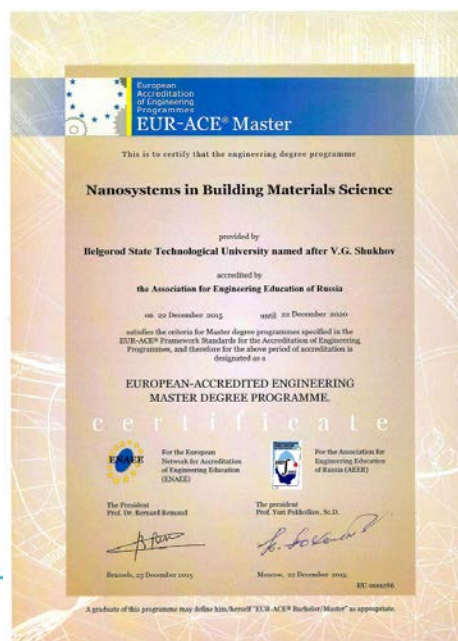 European
Accreditation
of Engineering
Programmes
EUR-ACE® Master
This is to certify that the engineering degree programme
Nanosystems in Building Materials Science
provided by
Belgorod State Technological University named after V.G. Shukhov
accredited by
the Association for Engineering Education of Russia
on 22 December 2015 until 22 December 2020
satisfies the criteria for Master degree programmes specified in the
EUR-ACE® Framework Standards for the Accreditation of Engineering
Programmes, and therefore for the above period of accreditation is
designated as a
EUROPEAN-ACCREDITED ENGINEERING
MASTER DEGREE PROGRAMME.
certificate
ENAEE
For the European
Network for Accreditation
of Engineering Education
(ENAEE)
For the Association for
Engineering Education
of Russia (AEER)
The President
Prof. Dr. Bernard Remaud
The president
Prof. Yuri Pokholkov, Sc.D.
Brussels, 23 December 2015
Moscow, 22 December 2015
EU-000286
A graduate of this programme may define him/herself "EUR-ACE® Bachelor/Master" as appropriate.